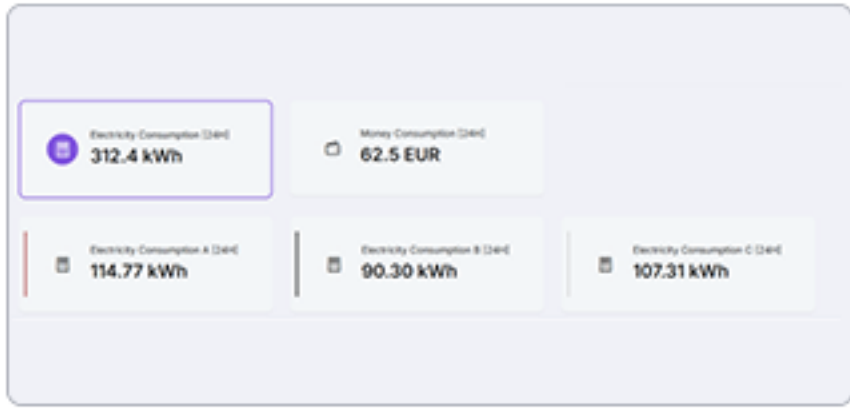 Electricity Consumption [24H]
312.4 kWh
Money Consumption [24H]
62.5 EUR
Electricity Consumption A [24H]
114.77 kWh
Electricity Consumption B [24H]
90.30 kWh
Electricity Consumption C [24H]
107.31 kWh